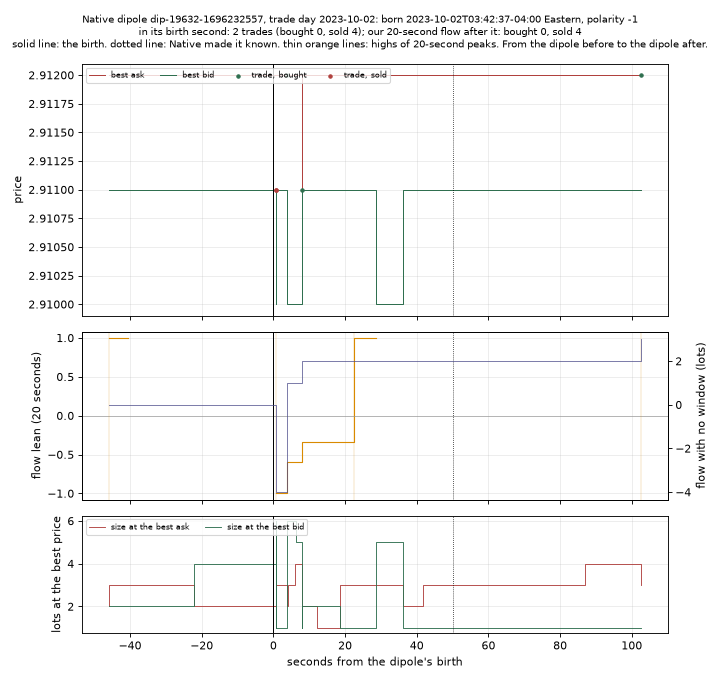 Native dipole dip-19632-1696232557, trade day 2023-10-02: born 2023-10-02T03:42:37-04:00 Eastern, polarity -1
in its birth second: 2 trades (bought 0, sold 4); our 20-second flow after it: bought 0, sold 4
solid line: the birth. dotted line: Native made it known. thin orange lines: highs of 20-second peaks. From the dipole before to the dipole after.
best ask best bid trade, bought trade, sold
2.91200
2.91175
2.91150
2.91125
2.91100
2.91075
2.91050
2.91025
2.91000
price
1.0
0.5
0.0
−0.5
−1.0
flow lean (20 seconds)
2
0
−2
−4
flow with no window (lots)
size at the best ask size at the best bid
6
4
2
lots at the best price
−40 −20 0 20 40 60 80 100
seconds from the dipole's birth